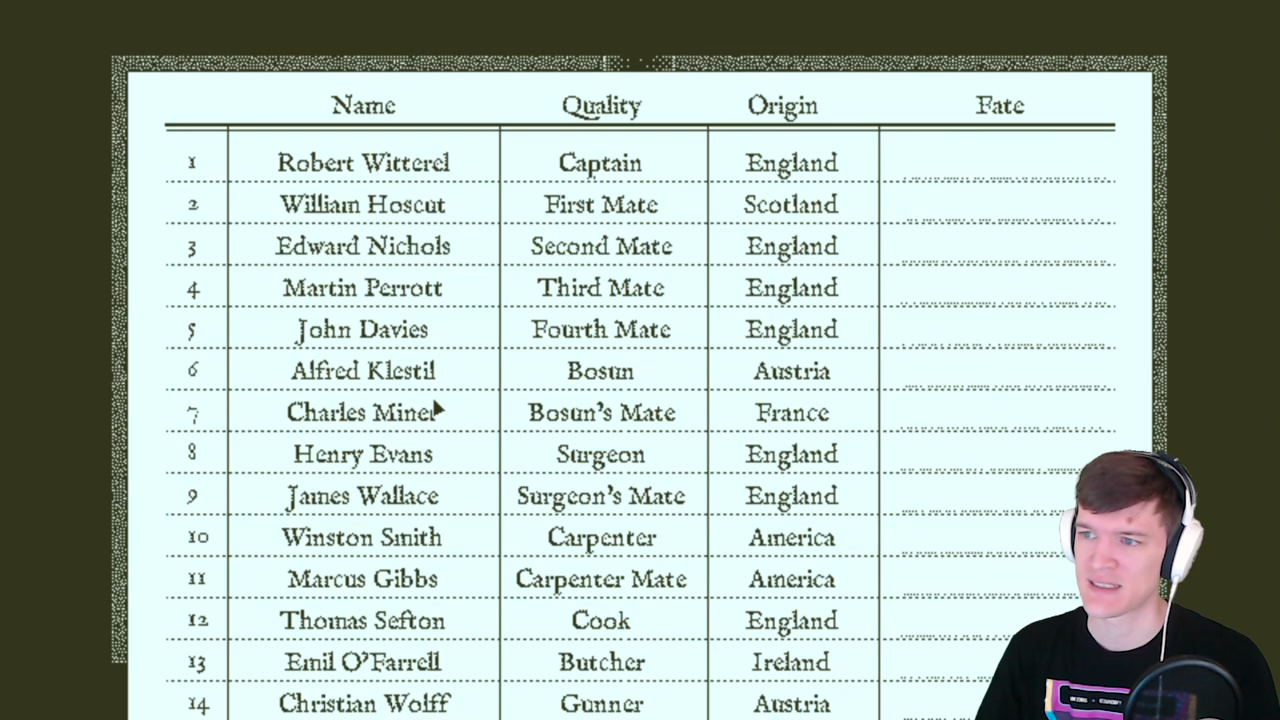 Name Quality Origin Fate
1 Robert Witterel Captain England
2 William Hoscut First Mate Scotland
3 Edward Nichols Second Mate England
4 Martin Perrott Third Mate England
5 John Davies Fourth Mate England
6 Alfred Klestil Bosun Austria
7 Charles Miner Bosun's Mate France
8 Henry Evans Surgeon England
9 James Wallace Surgeon's Mate England
10 Winston Smith Carpenter America
11 Marcus Gibbs Carpenter Mate America
12 Thomas Sefton Cook England
13 Emil O'Farrell Butcher Ireland
14 Christian Wolff Gunner Austria